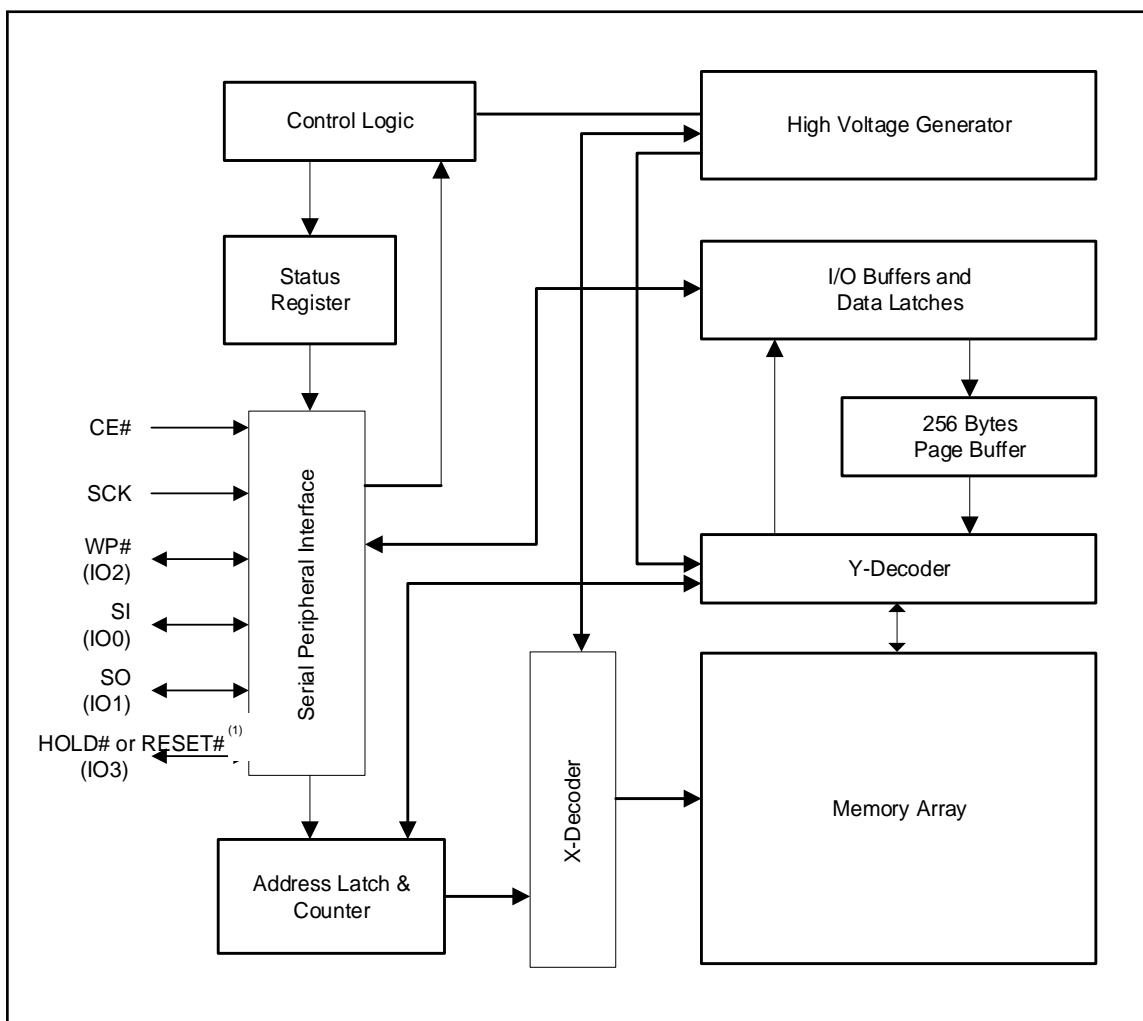 Control Logic
High Voltage Generator
Status
Register
I/O Buffers and
Data Latches
256 Bytes
Page Buffer
CE#
SCK
WP#
(IO2)
SI
(IO0)
SO
(IO1)
HOLD# or RESET# (1)
(IO3)
Serial Peripheral Interface
Y-Decoder
X-Decoder
Memory Array
Address Latch &
Counter